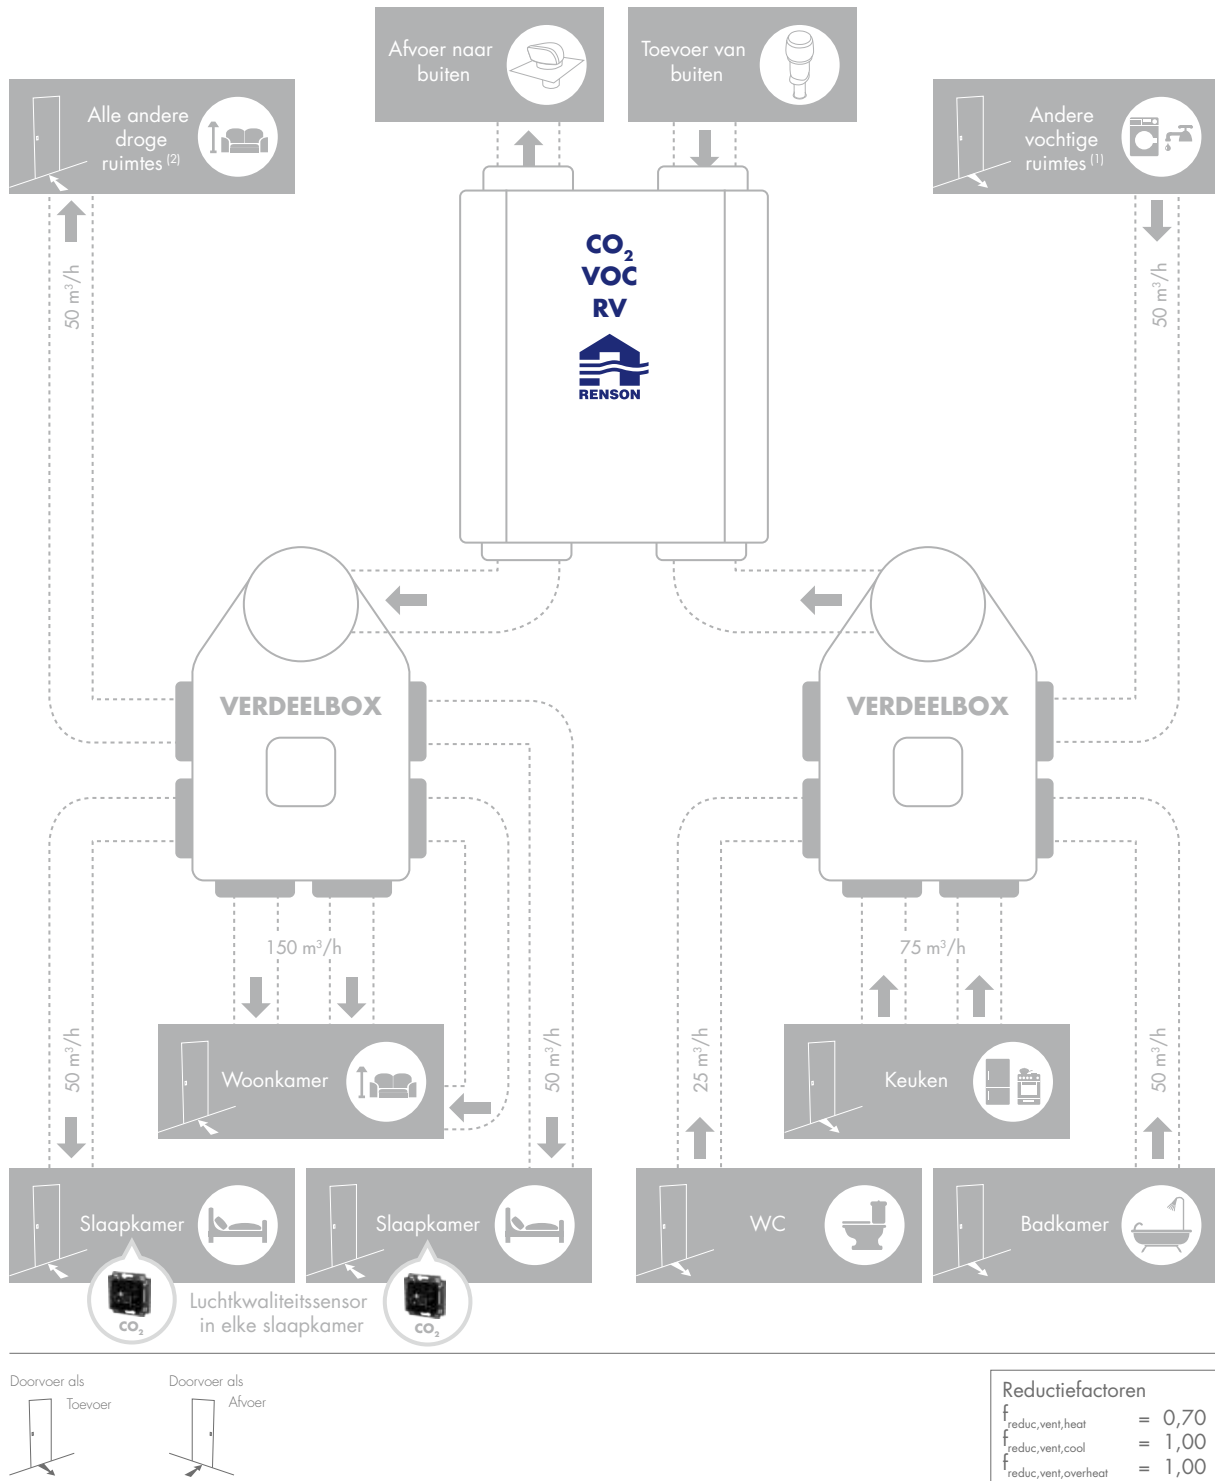 Afvoer naar
buiten
Toevoer van
buiten
Alle andere
droge
ruimtes (2)
Andere
vochtige
ruimtes (1)
CO₂
VOC
RV
RENSON
50 m³/h
50 m³/h
VERDEELBOX
VERDEELBOX
150 m³/h
75 m³/h
50 m³/h
50 m³/h
25 m³/h
50 m³/h
Woonkamer
Keuken
Slaapkamer
Slaapkamer
WC
Badkamer
CO₂
Luchtkwaliteitssensor
in elke slaapkamer
CO₂
Doorvoer als
Toevoer
Doorvoer als
Afvoer
Reductiefactoren
f reduc,vent,heat = 0,70
f reduc,vent,cool = 1,00
f reduc,vent,overheat = 1,00